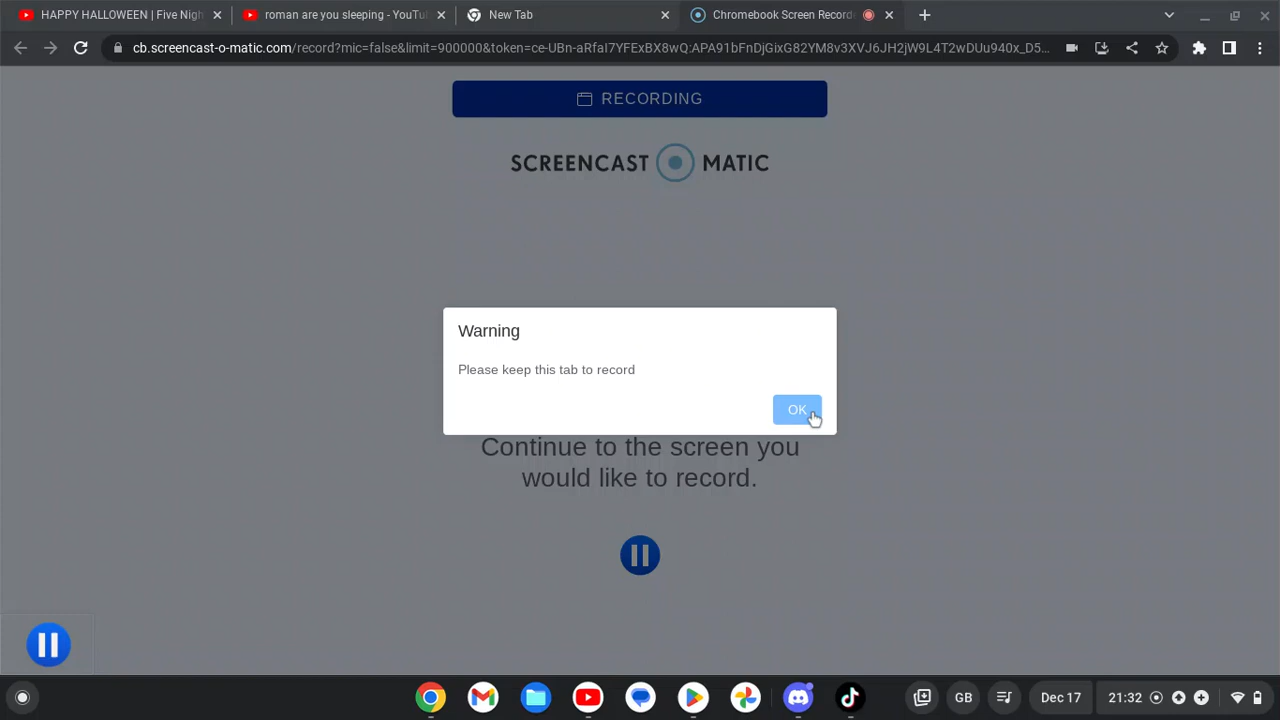 HAPPY HALLOWEEN | Five Nigh
roman are you sleeping - YouTu
New Tab
Chromebook Screen Recorde
cb.screencast-o-matic.com/record?mic=false&limit=900000&token=ce-UBn-aRfaI7YFExBX8wQ:APA91bFnDjGixG82YM8v3XVJ6JH2jW9L4T2wDUu940x_D5...
RECORDING
SCREENCAST MATIC
Warning
Please keep this tab to record
OK
Continue to the screen you
would like to record.
GB
Dec 17
21:32